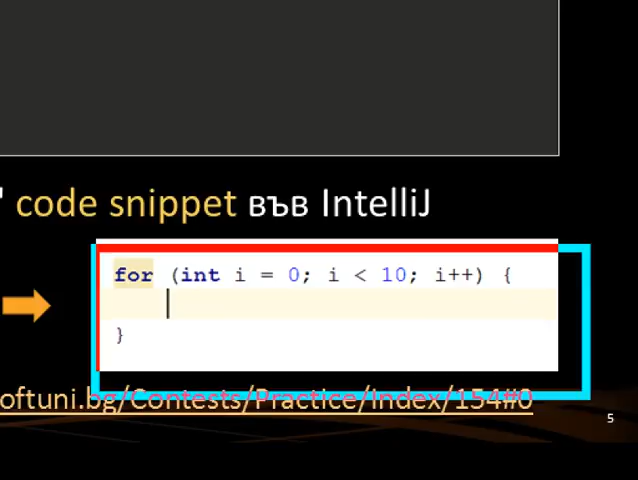 code snippet във IntelliJ
for (int i = 0; i < 10; i++) {
}
oftuni.bg/Contests/Practice/Index/154#0
5